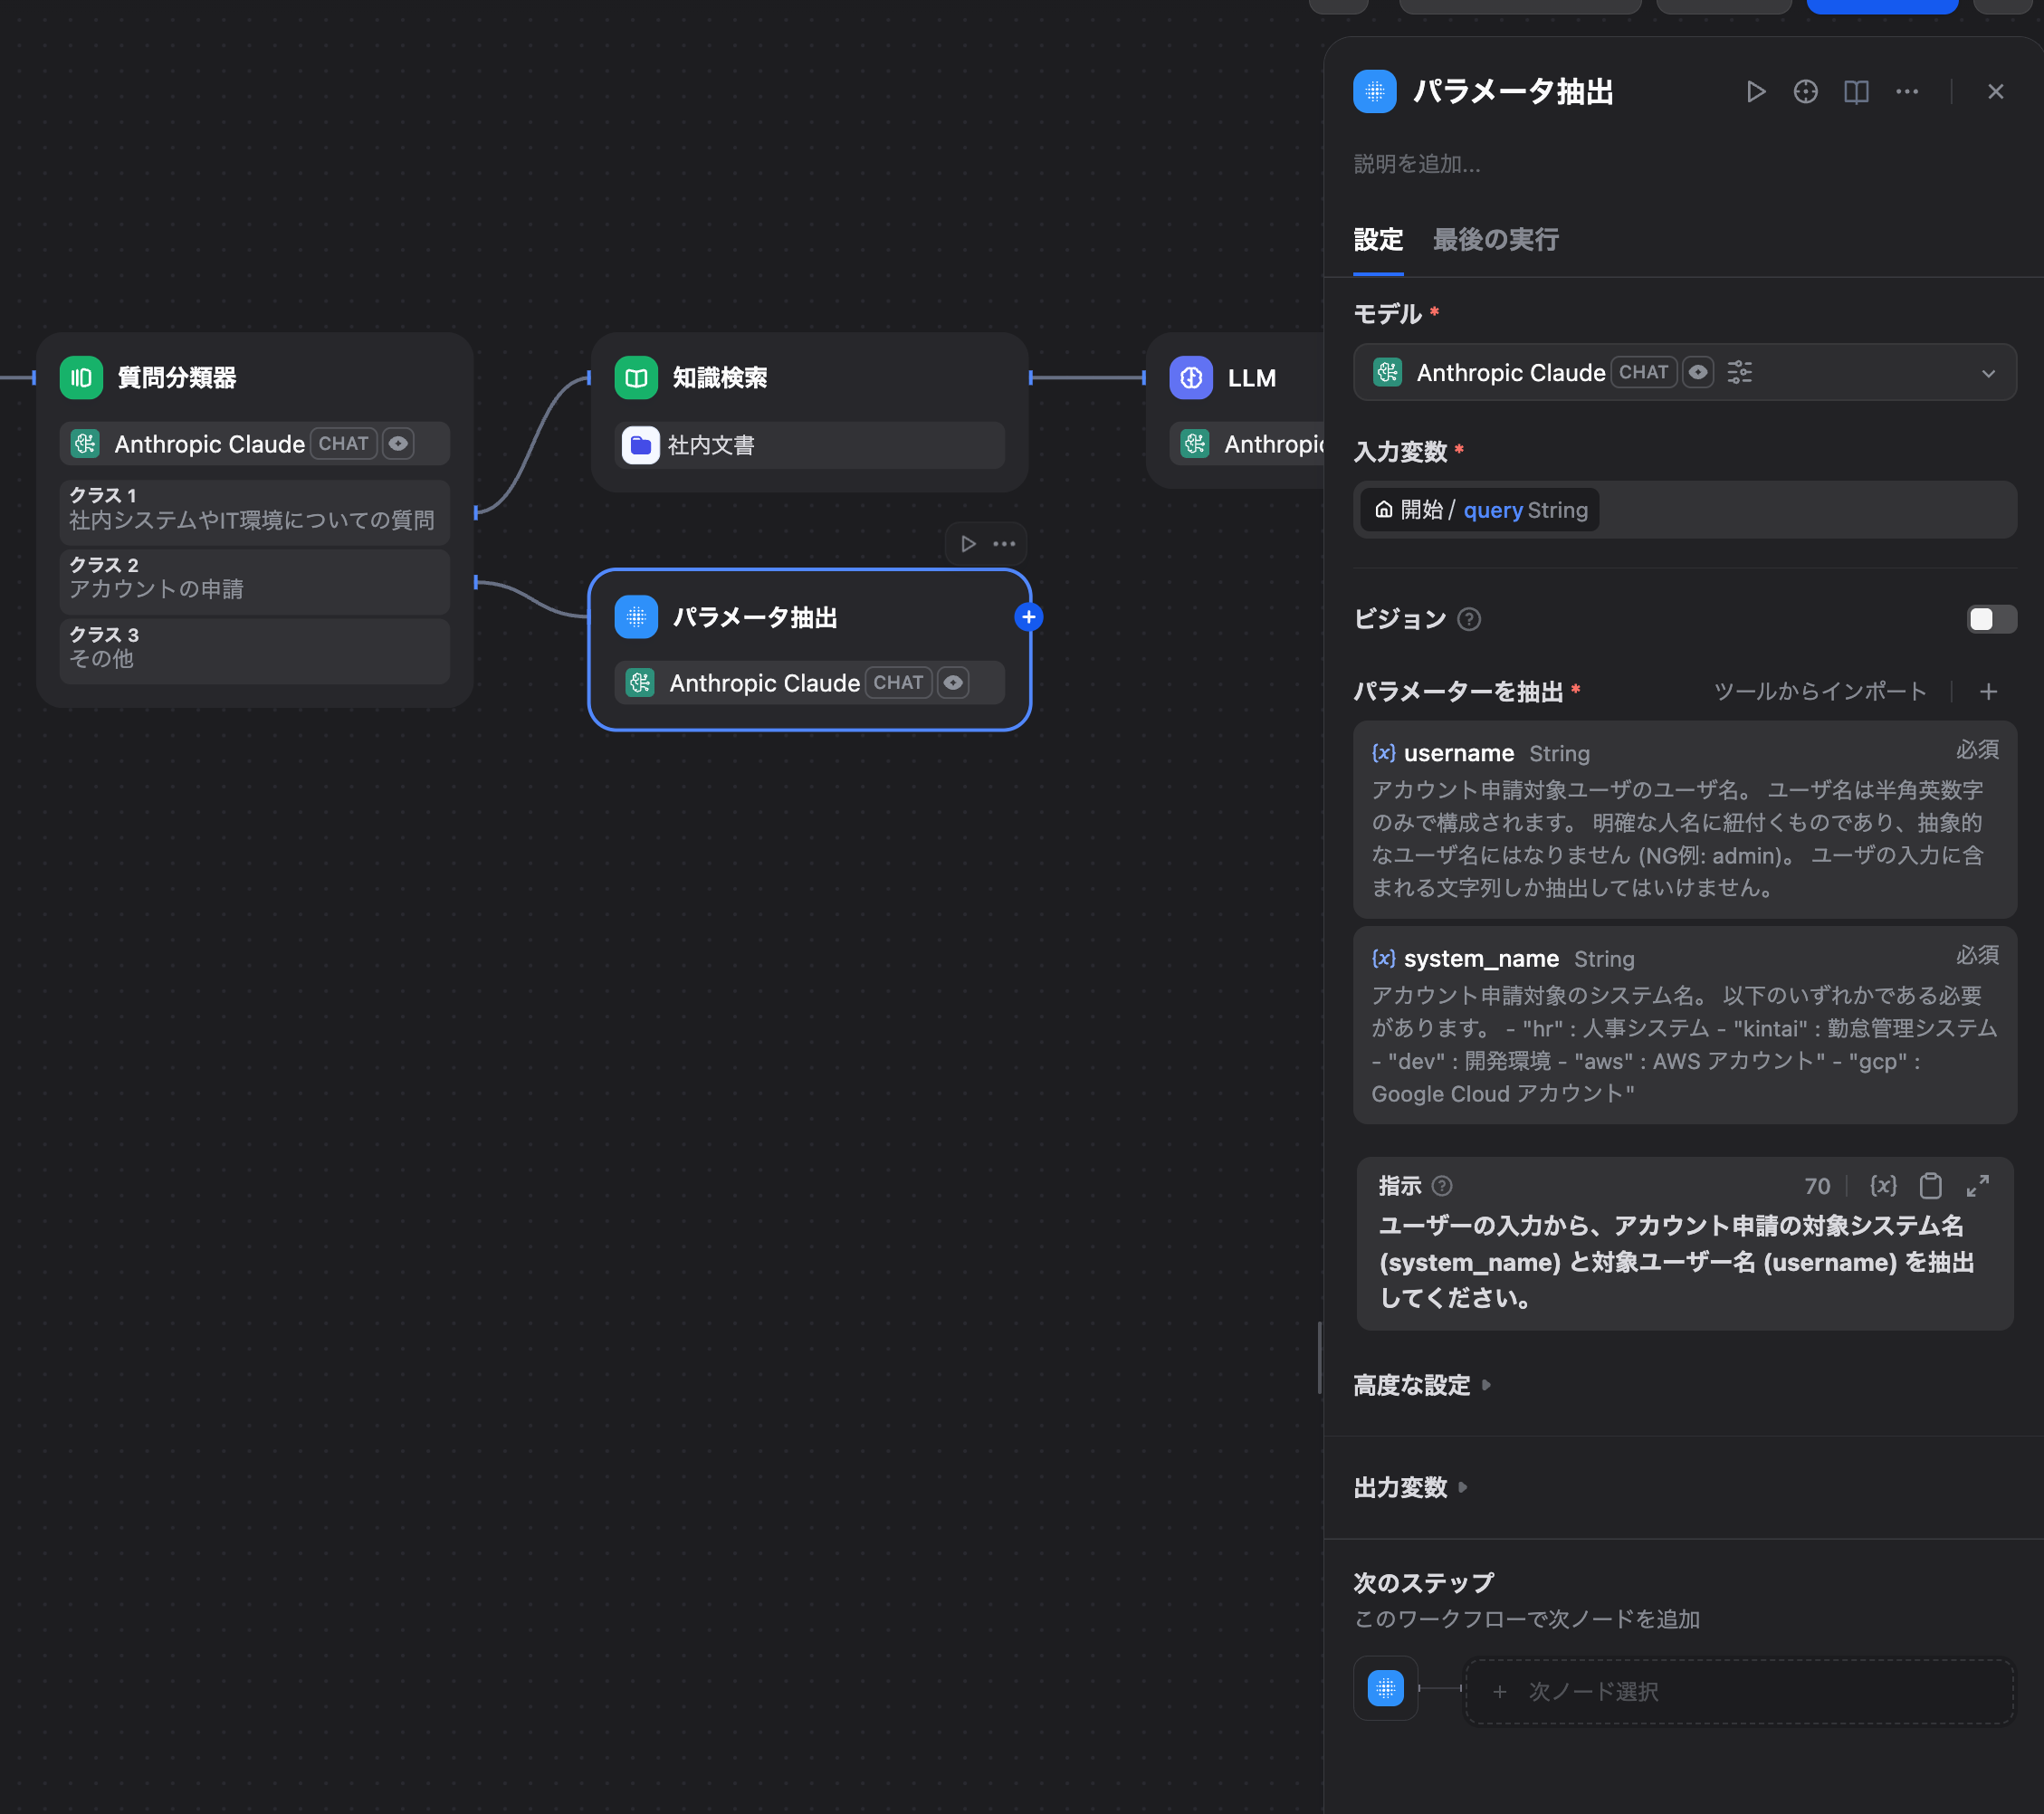 質問分類器
Anthropic Claude CHAT
クラス 1
社内システムやIT環境についての質問
クラス 2
アカウントの申請
クラス 3
その他
知識検索
社内文書
LLM
Anthropic
パラメータ抽出
Anthropic Claude CHAT
パラメータ抽出
説明を追加...
設定 最後の実行
モデル *
Anthropic Claude CHAT
入力変数 *
開始 / query String
ビジョン
パラメーターを抽出 * ツールからインポート
{x} username String 必須
アカウント申請対象ユーザのユーザ名。 ユーザ名は半角英数字
のみで構成されます。 明確な人名に紐付くものであり、抽象的
なユーザ名にはなりません (NG例: admin)。 ユーザの入力に含
まれる文字列しか抽出してはいけません。
{x} system_name String 必須
アカウント申請対象のシステム名。 以下のいずれかである必要
があります。 - "hr" : 人事システム - "kintai" : 勤怠管理システム
- "dev" : 開発環境 - "aws" : AWS アカウント" - "gcp" :
Google Cloud アカウント"
指示 70 {x}
ユーザーの入力から、アカウント申請の対象システム名
(system_name) と対象ユーザー名 (username) を抽出
してください。
高度な設定
出力変数
次のステップ
このワークフローで次ノードを追加
+ 次ノード選択